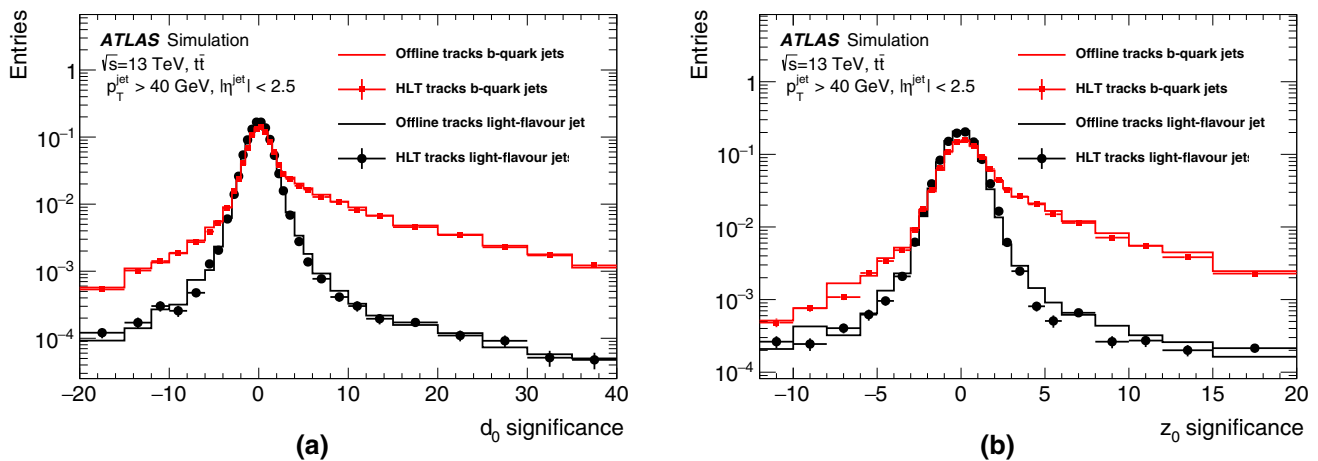 Entries
ATLAS Simulation
√s=13 TeV, tt̄
p_T^jet > 40 GeV, |η^jet| < 2.5
Offline tracks b-quark jets
HLT tracks b-quark jets
Offline tracks light-flavour jet
HLT tracks light-flavour jets
1
10⁻¹
10⁻²
10⁻³
10⁻⁴
−20 −10 0 10 20 30 40
d₀ significance
(a)
Entries
ATLAS Simulation
√s=13 TeV, tt̄
p_T^jet > 40 GeV, |η^jet| < 2.5
Offline tracks b-quark jets
HLT tracks b-quark jets
Offline tracks light-flavour jet
HLT tracks light-flavour jets
1
10⁻¹
10⁻²
10⁻³
10⁻⁴
−10 −5 0 5 10 15 20
z₀ significance
(b)